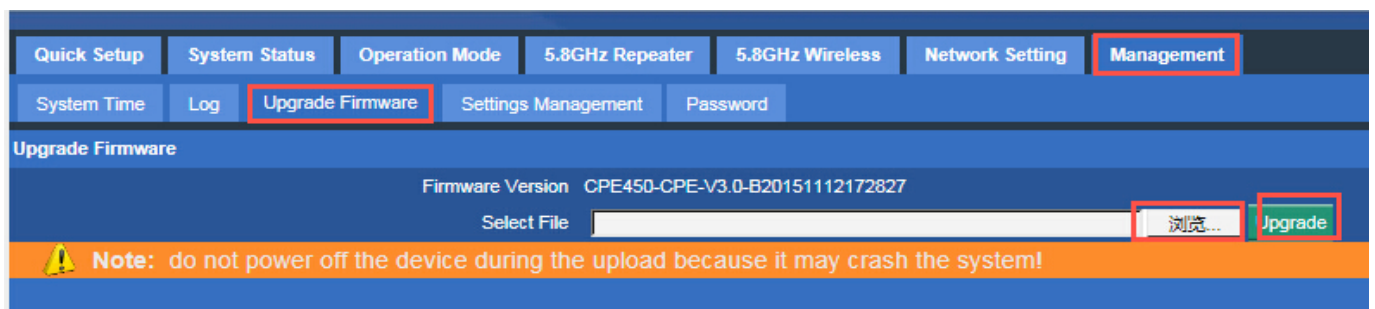 Quick Setup System Status Operation Mode 5.8GHz Repeater 5.8GHz Wireless Network Setting Management
System Time Log Upgrade Firmware Settings Management Password
Upgrade Firmware
Firmware Version CPE450-CPE-V3.0-B20151112172827
Select File 浏览... Upgrade
Note: do not power off the device during the upload because it may crash the system!